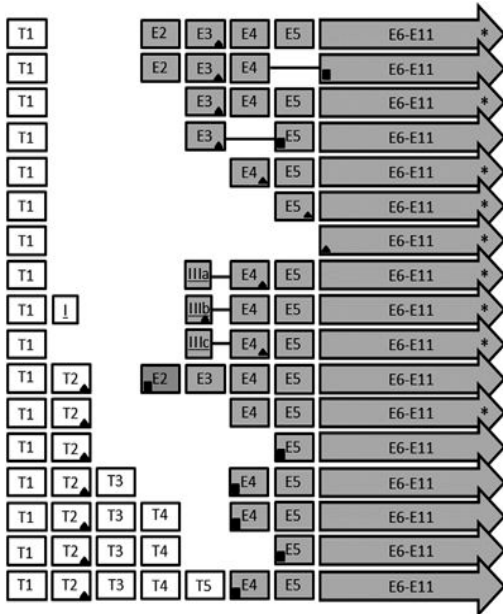 T1 E2 E3 E4 E5 E6-E11 *
T1 E2 E3 E4 E6-E11
T1 E3 E4 E5 E6-E11 *
T1 E3 E5 E6-E11
T1 E4 E5 E6-E11 *
T1 E5 E6-E11 *
T1 E6-E11 *
T1 IIIa E4 E5 E6-E11 *
T1 I IIIb E4 E5 E6-E11 *
T1 IIIc E4 E5 E6-E11 *
T1 T2 E2 E3 E4 E5 E6-E11
T1 T2 E4 E5 E6-E11 *
T1 T2 E5 E6-E11
T1 T2 T3 E4 E5 E6-E11
T1 T2 T3 T4 E4 E5 E6-E11
T1 T2 T3 T4 E5 E6-E11
T1 T2 T3 T4 T5 E4 E5 E6-E11